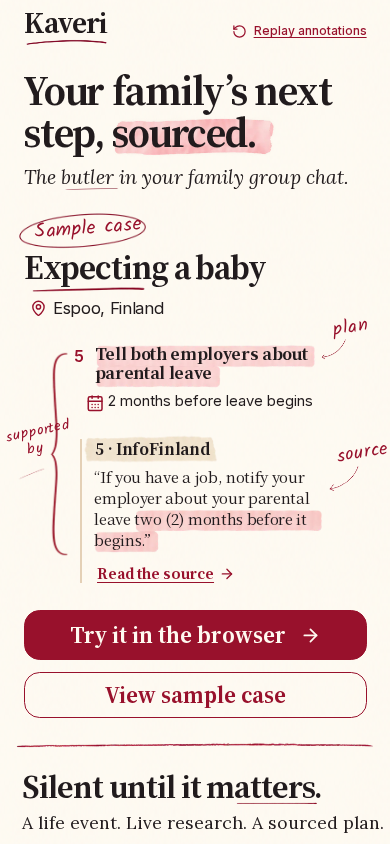 Kaveri
Replay annotations
Your family’s next
step, sourced.
The butler in your family group chat.
Sample case
Expecting a baby
Espoo, Finland
plan
5 Tell both employers about
parental leave
2 months before leave begins
supported
by
5 · InfoFinland
source
“If you have a job, notify your
employer about your parental
leave two (2) months before it
begins.”
Read the source →
Try it in the browser →
View sample case
Silent until it matters.
A life event. Live research. A sourced plan.